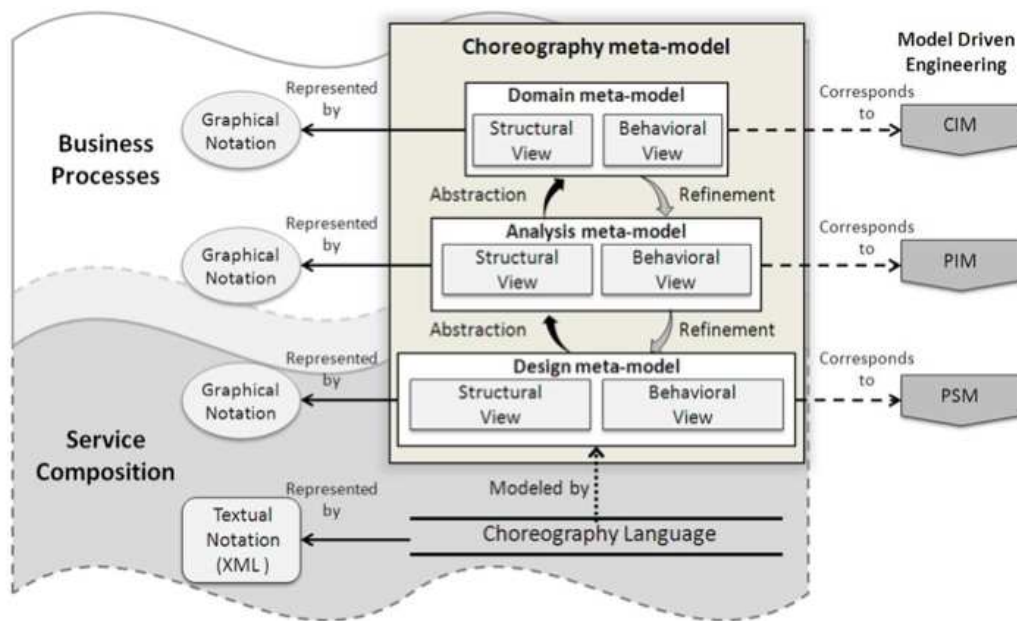 Choreography meta-model
Model Driven
Engineering
Business
Processes
Represented
by
Graphical
Notation
Domain meta-model
Structural
View
Behavioral
View
Corresponds
to
CIM
Abstraction
Refinement
Represented
by
Graphical
Notation
Analysis meta-model
Structural
View
Behavioral
View
Corresponds
to
PIM
Abstraction
Refinement
Service
Composition
Represented
by
Graphical
Notation
Design meta-model
Structural
View
Behavioral
View
Corresponds
to
PSM
Modeled by
Represented
by
Textual
Notation
(XML )
Choreography Language